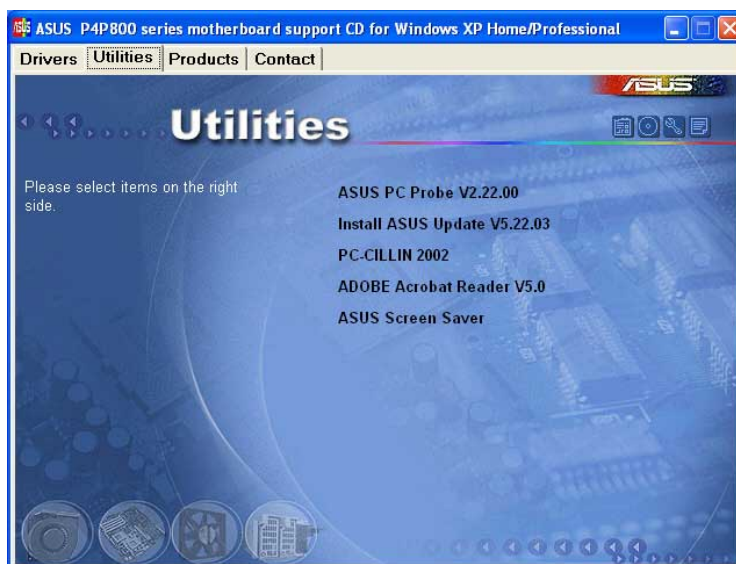 ASUS P4P800 series motherboard support CD for Windows XP Home/Professional
Drivers Utilities Products Contact
ASUS
Utilities
Please select items on the right
side.
ASUS PC Probe V2.22.00
Install ASUS Update V5.22.03
PC-CILLIN 2002
ADOBE Acrobat Reader V5.0
ASUS Screen Saver